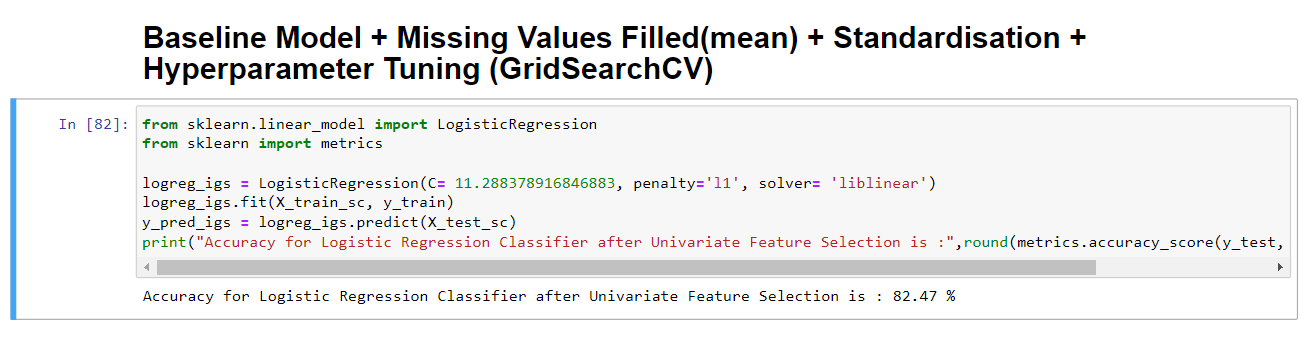 Baseline Model + Missing Values Filled(mean) + Standardisation +
Hyperparameter Tuning (GridSearchCV)
In [82]: from sklearn.linear_model import LogisticRegression
from sklearn import metrics
logreg_igs = LogisticRegression(C= 11.288378916846883, penalty='l1', solver= 'liblinear')
logreg_igs.fit(X_train_sc, y_train)
y_pred_igs = logreg_igs.predict(X_test_sc)
print("Accuracy for Logistic Regression Classifier after Univariate Feature Selection is :",round(metrics.accuracy_score(y_test,
Accuracy for Logistic Regression Classifier after Univariate Feature Selection is : 82.47 %